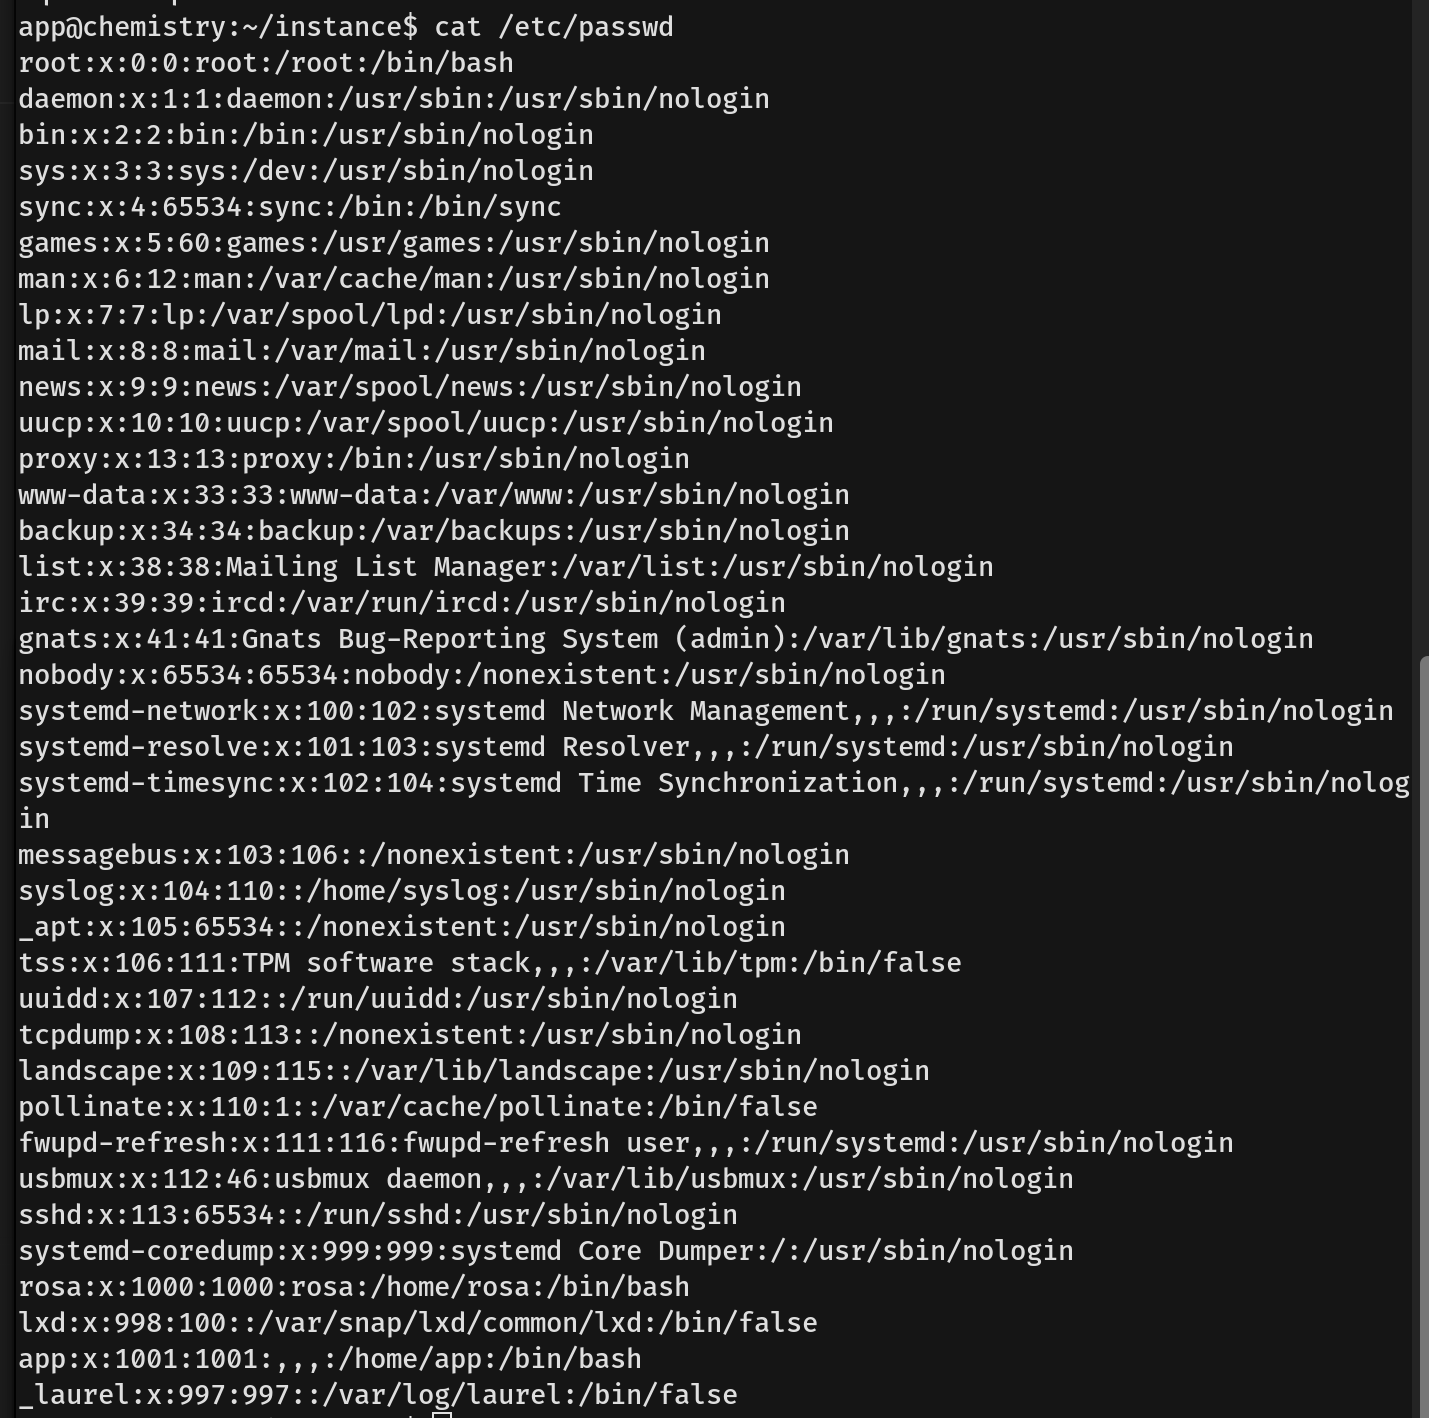 app@chemistry:~/instance$ cat /etc/passwd
root:x:0:0:root:/root:/bin/bash
daemon:x:1:1:daemon:/usr/sbin:/usr/sbin/nologin
bin:x:2:2:bin:/bin:/usr/sbin/nologin
sys:x:3:3:sys:/dev:/usr/sbin/nologin
sync:x:4:65534:sync:/bin:/bin/sync
games:x:5:60:games:/usr/games:/usr/sbin/nologin
man:x:6:12:man:/var/cache/man:/usr/sbin/nologin
lp:x:7:7:lp:/var/spool/lpd:/usr/sbin/nologin
mail:x:8:8:mail:/var/mail:/usr/sbin/nologin
news:x:9:9:news:/var/spool/news:/usr/sbin/nologin
uucp:x:10:10:uucp:/var/spool/uucp:/usr/sbin/nologin
proxy:x:13:13:proxy:/bin:/usr/sbin/nologin
www-data:x:33:33:www-data:/var/www:/usr/sbin/nologin
backup:x:34:34:backup:/var/backups:/usr/sbin/nologin
list:x:38:38:Mailing List Manager:/var/list:/usr/sbin/nologin
irc:x:39:39:ircd:/var/run/ircd:/usr/sbin/nologin
gnats:x:41:41:Gnats Bug-Reporting System (admin):/var/lib/gnats:/usr/sbin/nologin
nobody:x:65534:65534:nobody:/nonexistent:/usr/sbin/nologin
systemd-network:x:100:102:systemd Network Management,,,:/run/systemd:/usr/sbin/nologin
systemd-resolve:x:101:103:systemd Resolver,,,:/run/systemd:/usr/sbin/nologin
systemd-timesync:x:102:104:systemd Time Synchronization,,,:/run/systemd:/usr/sbin/nolog
in
messagebus:x:103:106::/nonexistent:/usr/sbin/nologin
syslog:x:104:110::/home/syslog:/usr/sbin/nologin
_apt:x:105:65534::/nonexistent:/usr/sbin/nologin
tss:x:106:111:TPM software stack,,,:/var/lib/tpm:/bin/false
uuidd:x:107:112::/run/uuidd:/usr/sbin/nologin
tcpdump:x:108:113::/nonexistent:/usr/sbin/nologin
landscape:x:109:115::/var/lib/landscape:/usr/sbin/nologin
pollinate:x:110:1::/var/cache/pollinate:/bin/false
fwupd-refresh:x:111:116:fwupd-refresh user,,,:/run/systemd:/usr/sbin/nologin
usbmux:x:112:46:usbmux daemon,,,:/var/lib/usbmux:/usr/sbin/nologin
sshd:x:113:65534::/run/sshd:/usr/sbin/nologin
systemd-coredump:x:999:999:systemd Core Dumper:/:/usr/sbin/nologin
rosa:x:1000:1000:rosa:/home/rosa:/bin/bash
lxd:x:998:100::/var/snap/lxd/common/lxd:/bin/false
app:x:1001:1001:,,,:/home/app:/bin/bash
_laurel:x:997:997::/var/log/laurel:/bin/false